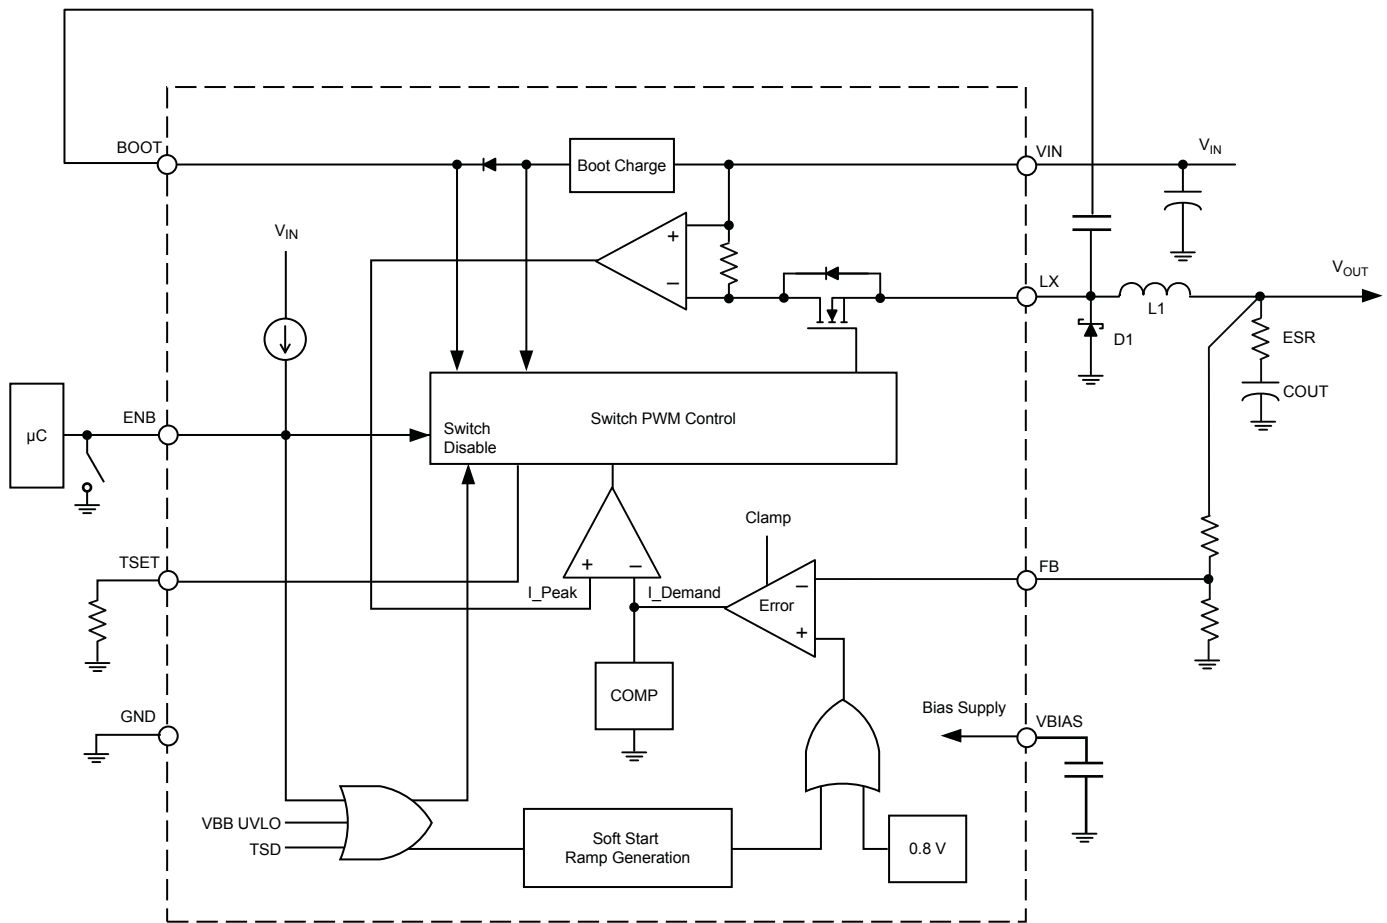 BOOT
Boot Charge
VIN
VIN
VIN
+
−
LX
L1
VOUT
D1
ESR
COUT
µC
ENB
Switch
Disable
Switch PWM Control
TSET
+
−
I_Peak
I_Demand
Clamp
−
Error
+
FB
COMP
GND
Bias Supply
VBIAS
VBB UVLO
TSD
Soft Start
Ramp Generation
0.8 V